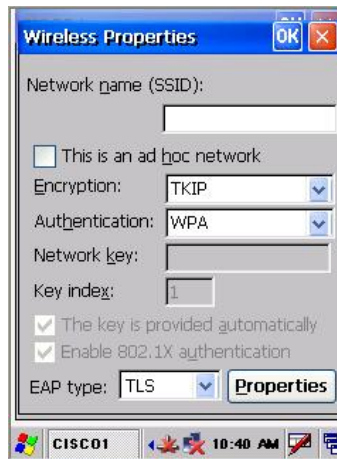 Wireless Properties OK
Network name (SSID):
This is an ad hoc network
Encryption: TKIP
Authentication: WPA
Network key:
Key index: 1
The key is provided automatically
Enable 802.1X authentication
EAP type: TLS Properties
CISCO1 10:40 AM